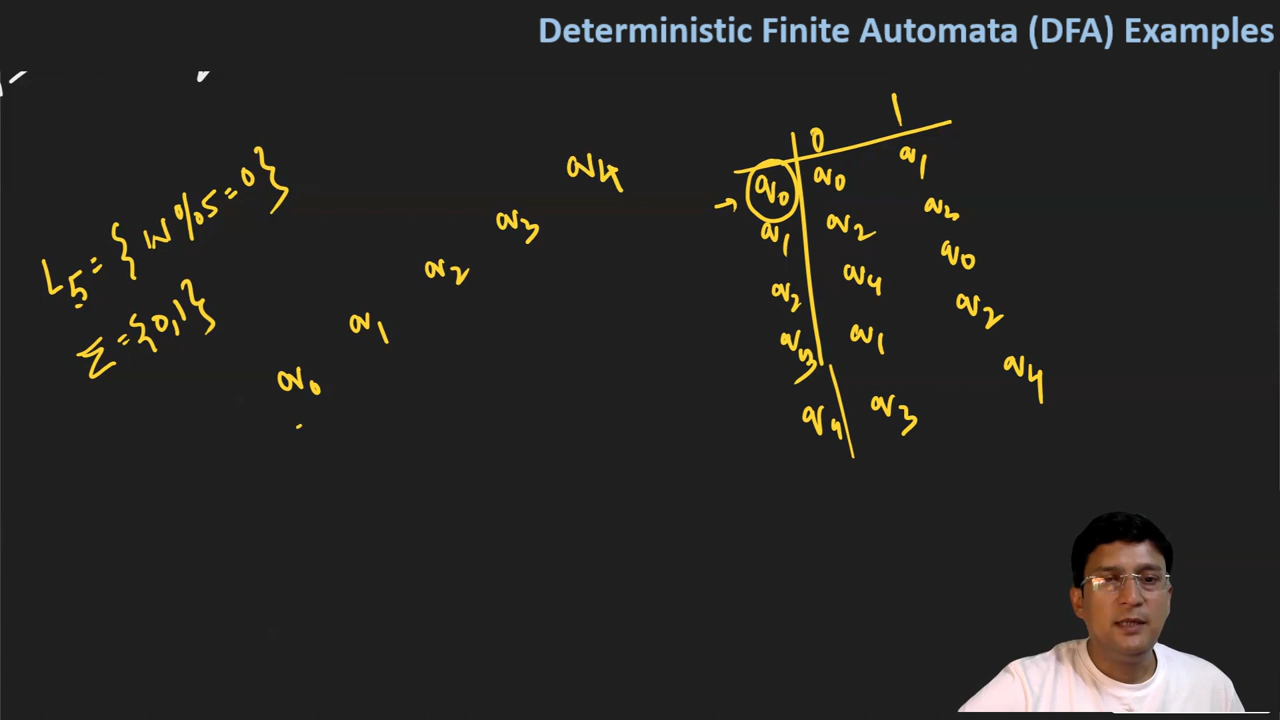 Deterministic Finite Automata (DFA) Examples
L5 = { W%5=0 }
Σ = {0,1}
q0
q1
q2
q3
q4
0 1
→ q0 q0 q1
q1 q2
q2 q4 q0
q3 q1 q2
q4 q3 q4